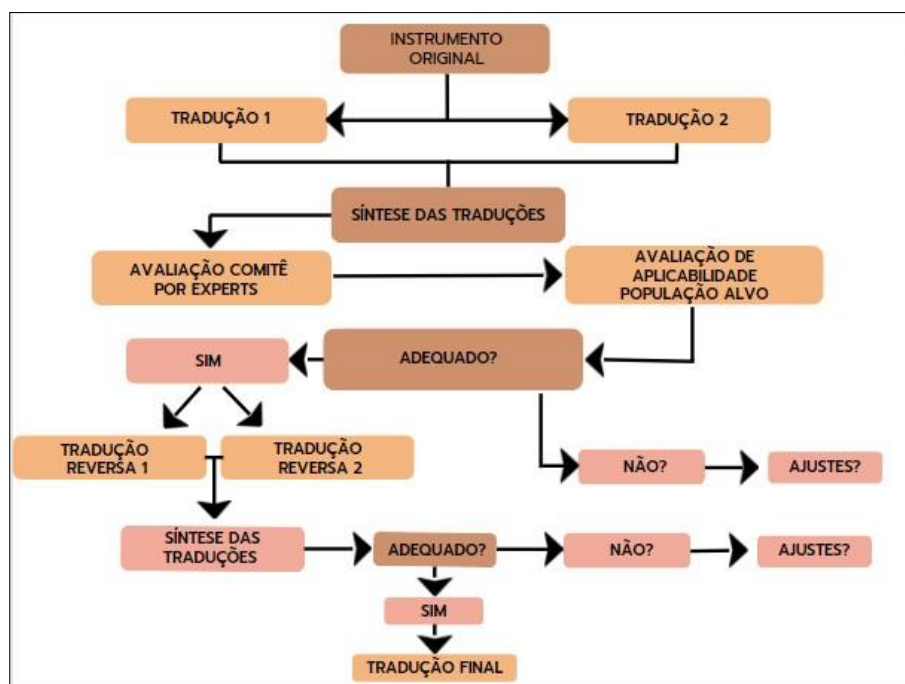 INSTRUMENTO
ORIGINAL
TRADUÇÃO 1
TRADUÇÃO 2
SÍNTESE DAS TRADUÇÕES
AVALIAÇÃO COMITÊ
POR EXPERTS
AVALIAÇÃO DE
APLICABILIDADE
POPULAÇÃO ALVO
SIM
ADEQUADO?
TRADUÇÃO
REVERSA 1
TRADUÇÃO
REVERSA 2
NÃO?
AJUSTES?
SÍNTESE DAS
TRADUÇÕES
ADEQUADO?
NÃO?
AJUSTES?
SIM
TRADUÇÃO FINAL